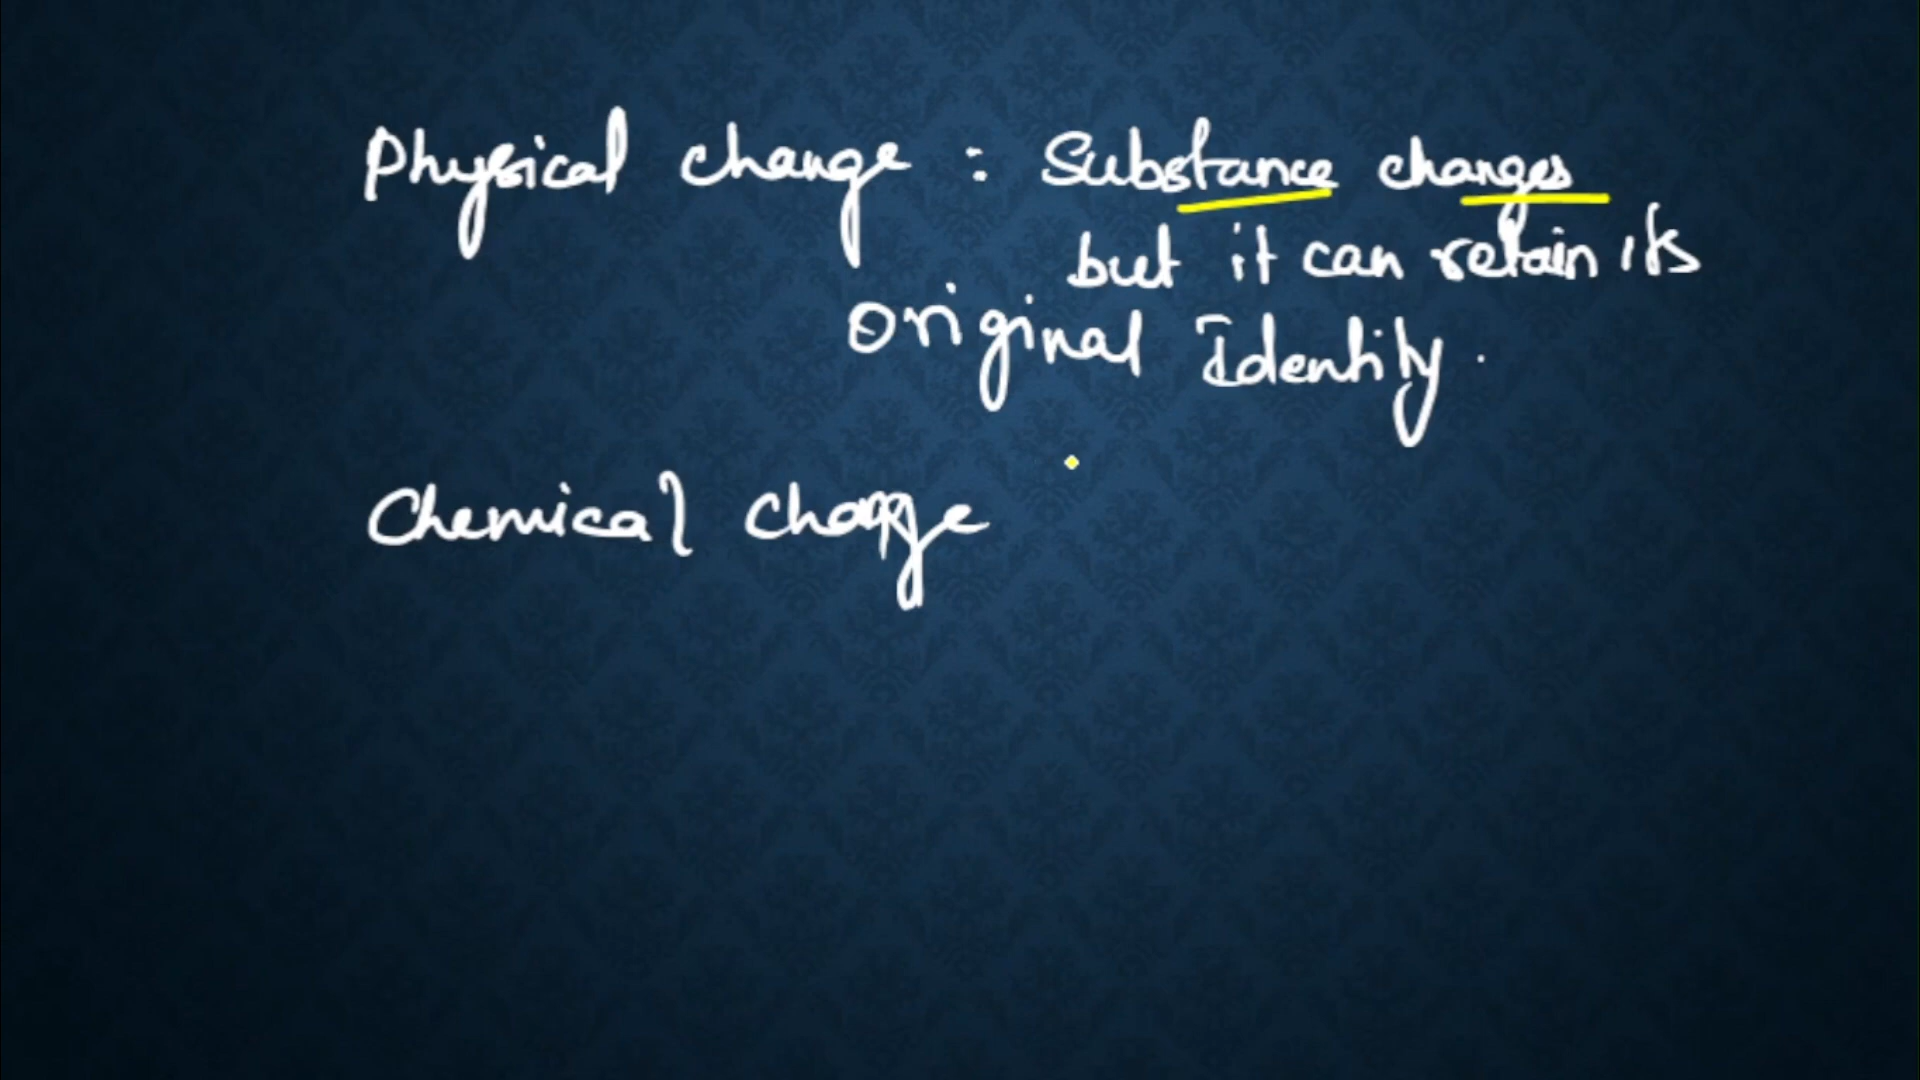 Physical change : Substance changes
but it can retain its
Original Identity.
Chemical change